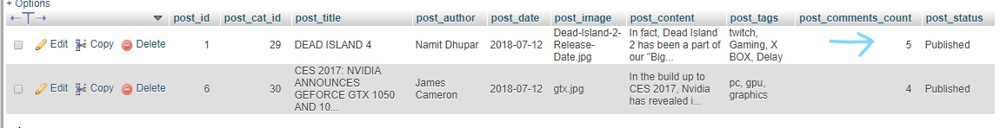 + Options
←T→ post_id post_cat_id post_title post_author post_date post_image post_content post_tags post_comments_count post_status
Edit Copy Delete 1 29 DEAD ISLAND 4 Namit Dhupar 2018-07-12 Dead-Island-2-
Release-
Date.jpg In fact, Dead Island
2 has been a part of
our "Big... twitch,
Gaming, X
BOX, Delay 5 Published
Edit Copy Delete 6 30 CES 2017: NVIDIA
ANNOUNCES
GEFORCE GTX 1050
AND 10... James
Cameron 2018-07-12 gtx.jpg In the build up to
CES 2017, Nvidia
has revealed i... pc, gpu,
graphics 4 Published